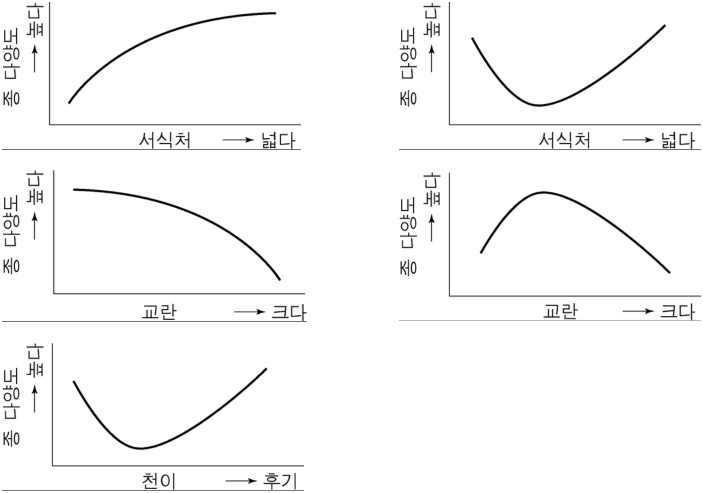 종 다양도 → 높다
서식처 → 넓다
종 다양도 → 높다
서식처 → 넓다
종 다양도 → 높다
교란 → 크다
종 다양도 → 높다
교란 → 크다
종 다양도 → 높다
천이 → 후기